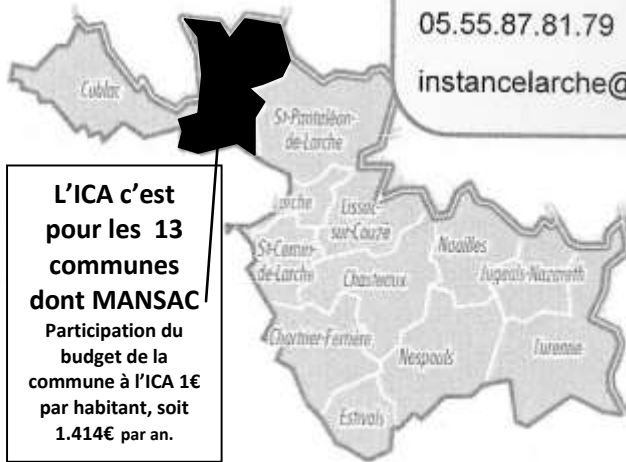 05.55.87.81.79
instancelarche@
Cublac
St-Pantaléon-
de-Larche
L'ICA c'est
pour les 13
communes
dont MANSAC
Participation du
budget de la
commune à l'ICA 1€
par habitant, soit
1.414€ par an.
Larche
Lissac-
sur-Couze
St-Cernin-
de-Larche
Chasteaux
Noailles
Jugeals-Nazareth
Chartrier-Ferrière
Nespouls
Turenne
Estivals